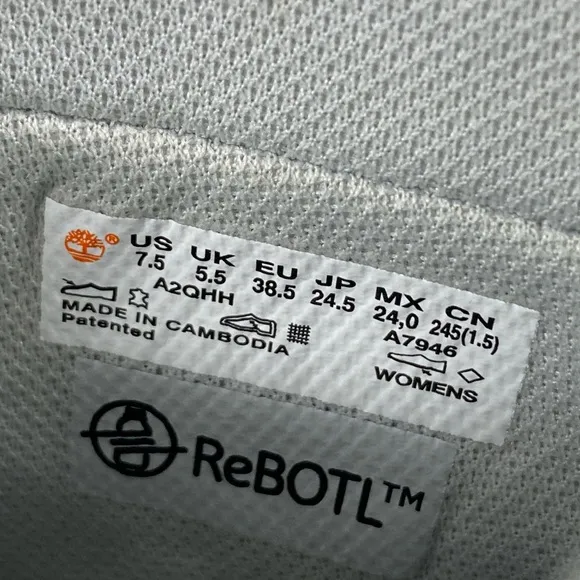 ® US UK EU JP MX CN
7.5 5.5 38.5 24.5 24,0 245(1.5)
A2QHH A7946
MADE IN CAMBODIA
Patented WOMENS
ReBOTL™